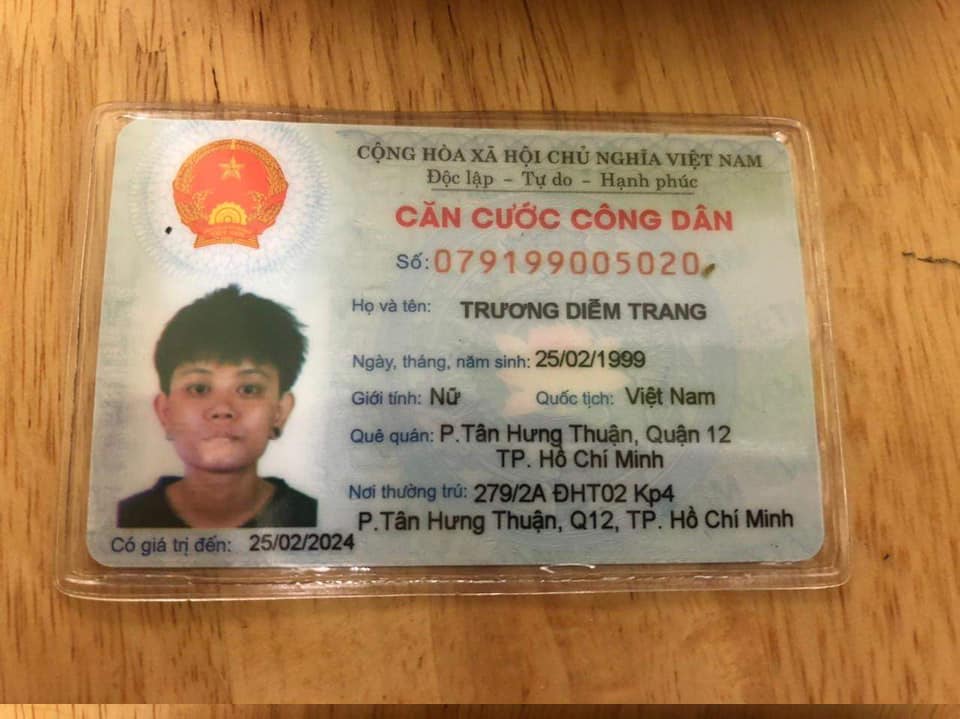 CỘNG HÒA XÃ HỘI CHỦ NGHĨA VIỆT NAM
Độc lập - Tự do - Hạnh phúc
CĂN CƯỚC CÔNG DÂN
Số: 079199005020
Họ và tên: TRƯƠNG DIỄM TRANG
Ngày, tháng, năm sinh: 25/02/1999
Giới tính: Nữ Quốc tịch: Việt Nam
Quê quán: P.Tân Hưng Thuận, Quận 12
TP. Hồ Chí Minh
Nơi thường trú: 279/2A ĐHT02 Kp4
P.Tân Hưng Thuận, Q12, TP. Hồ Chí Minh
Có giá trị đến: 25/02/2024